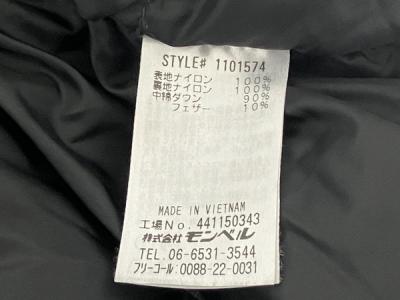 STYLE# 1101574
表地ナイロン 100%
裏地ナイロン 100%
中綿ダウン 90%
フェザー 10%
MADE IN VIETNAM
工場No. 441150343
株式会社 モンベル
TEL. 06-6531-3544
フリーコール: 0088-22-0031